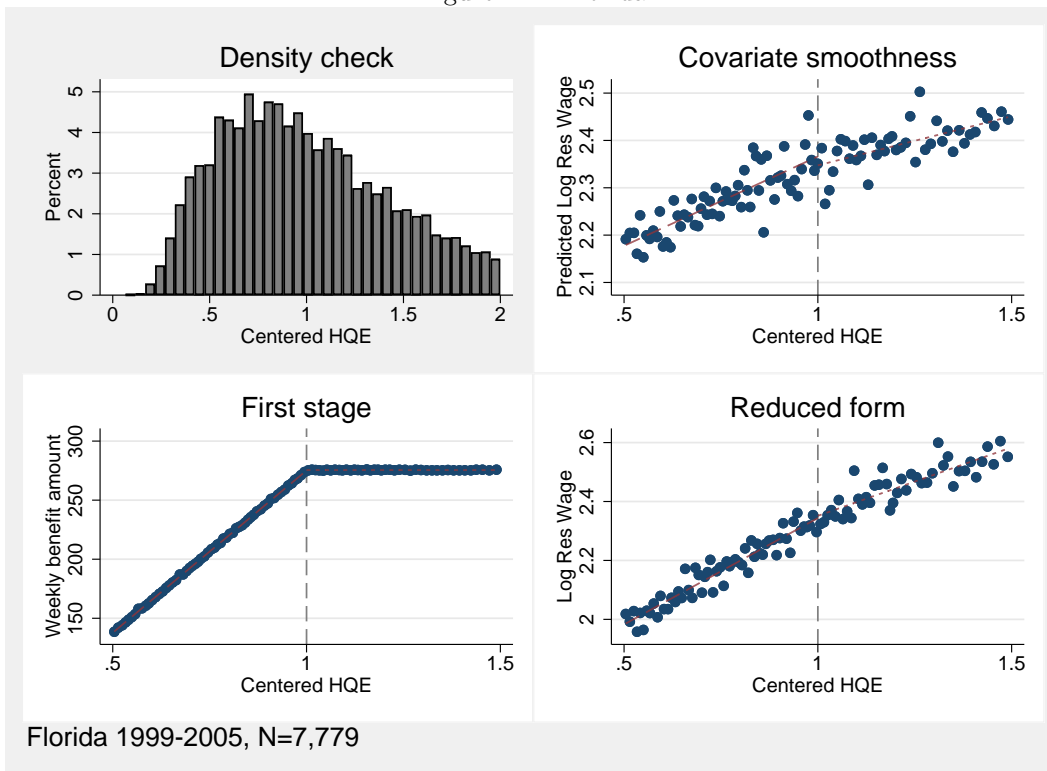 Density check
Percent
5
4
3
2
1
0
0
.5
1
1.5
2
Centered HQE
Covariate smoothness
Predicted Log Res Wage
2.5
2.4
2.3
2.2
2.1
.5
1
1.5
Centered HQE
First stage
Weekly benefit amount
300
250
200
150
.5
1
1.5
Centered HQE
Reduced form
Log Res Wage
2.6
2.4
2.2
2
.5
1
1.5
Centered HQE
Florida 1999-2005, N=7,779